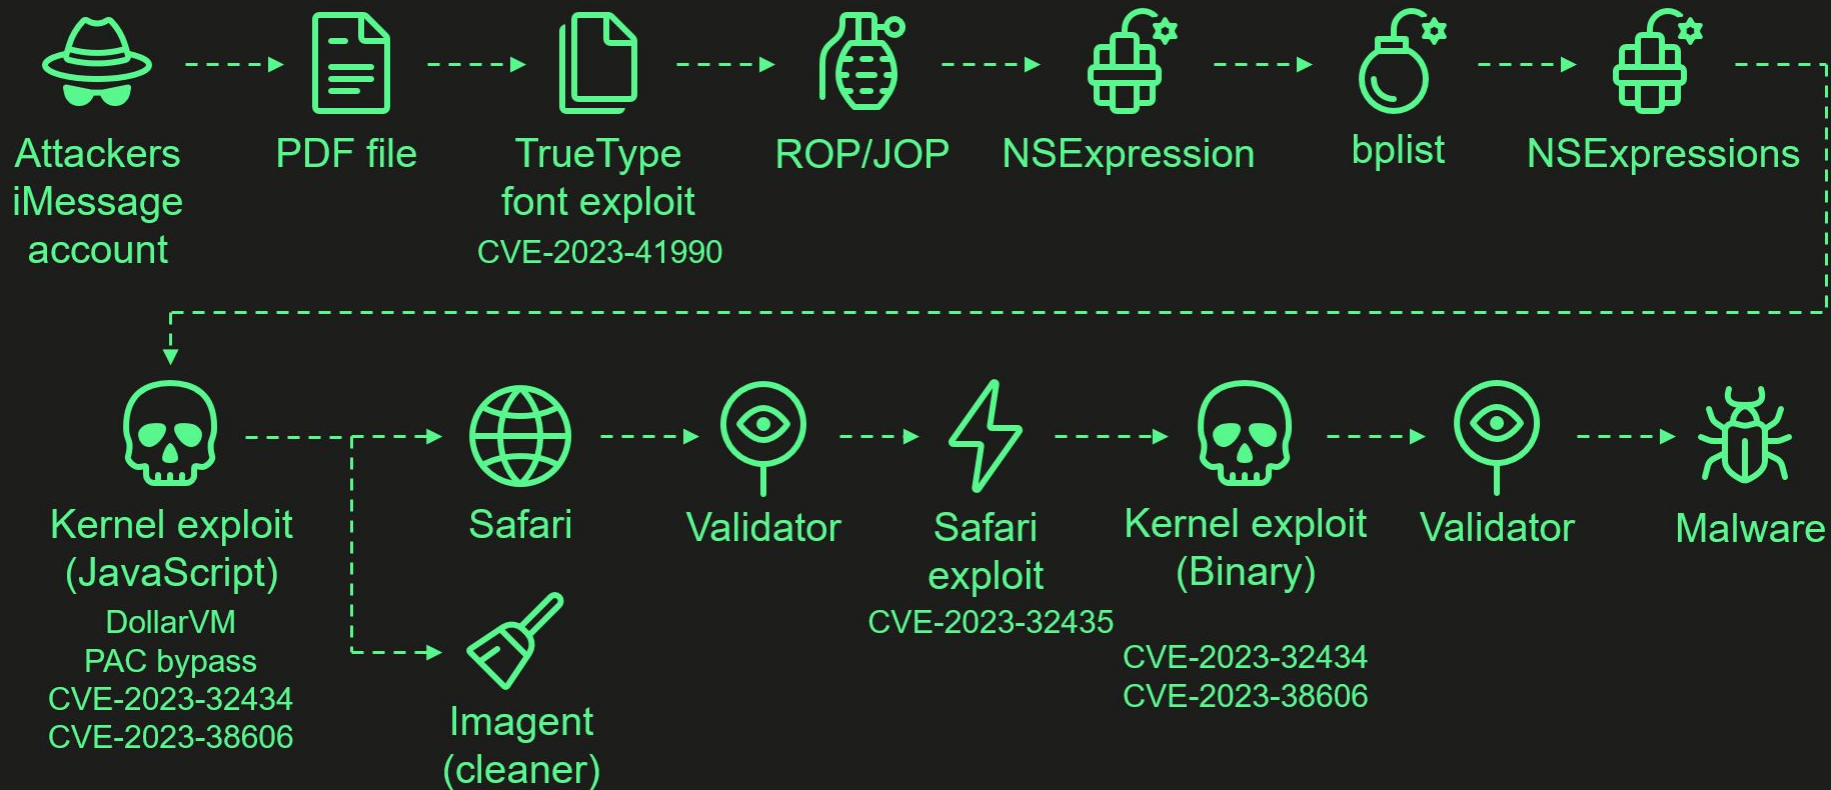 Attackers
iMessage
account
PDF file
TrueType
font exploit
CVE-2023-41990
ROP/JOP
NSExpression
bplist
NSExpressions
Kernel exploit
(JavaScript)
DollarVM
PAC bypass
CVE-2023-32434
CVE-2023-38606
Safari
Imagent
(cleaner)
Validator
Safari
exploit
CVE-2023-32435
Kernel exploit
(Binary)
CVE-2023-32434
CVE-2023-38606
Validator
Malware